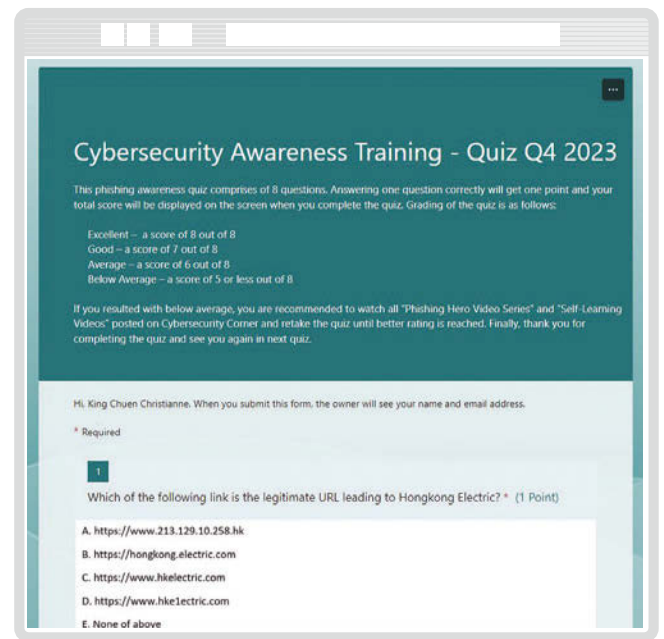 ...
Cybersecurity Awareness Training - Quiz Q4 2023
This phishing awareness quiz comprises of 8 questions. Answering one question correctly will get one point and your
total score will be displayed on the screen when you complete the quiz. Grading of the quiz is as follows:
Excellent – a score of 8 out of 8
Good – a score of 7 out of 8
Average – a score of 6 out of 8
Below Average – a score of 5 or less out of 8
If you resulted with below average, you are recommended to watch all "Phishing Hero Video Series" and "Self-Learning
Videos" posted on Cybersecurity Corner and retake the quiz until better rating is reached. Finally, thank you for
completing the quiz and see you again in next quiz.
Hi, King Chuen Christianne. When you submit this form, the owner will see your name and email address.
* Required
1
Which of the following link is the legitimate URL leading to Hongkong Electric? * (1 Point)
A. https://www.213.129.10.258.hk
B. https://hongkong.electric.com
C. https://www.hkelectric.com
D. https://www.hke1ectric.com
E. None of above